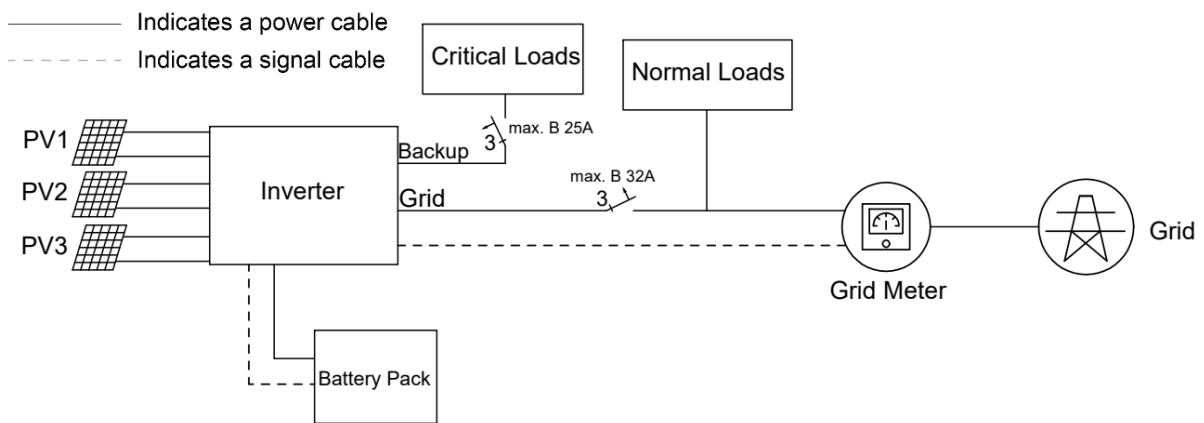 Indicates a power cable
Indicates a signal cable
Critical Loads
Normal Loads
max. B 25A
3
PV1
Backup
max. B 32A
PV2
Inverter
Grid
3
PV3
Grid
Grid Meter
Battery Pack